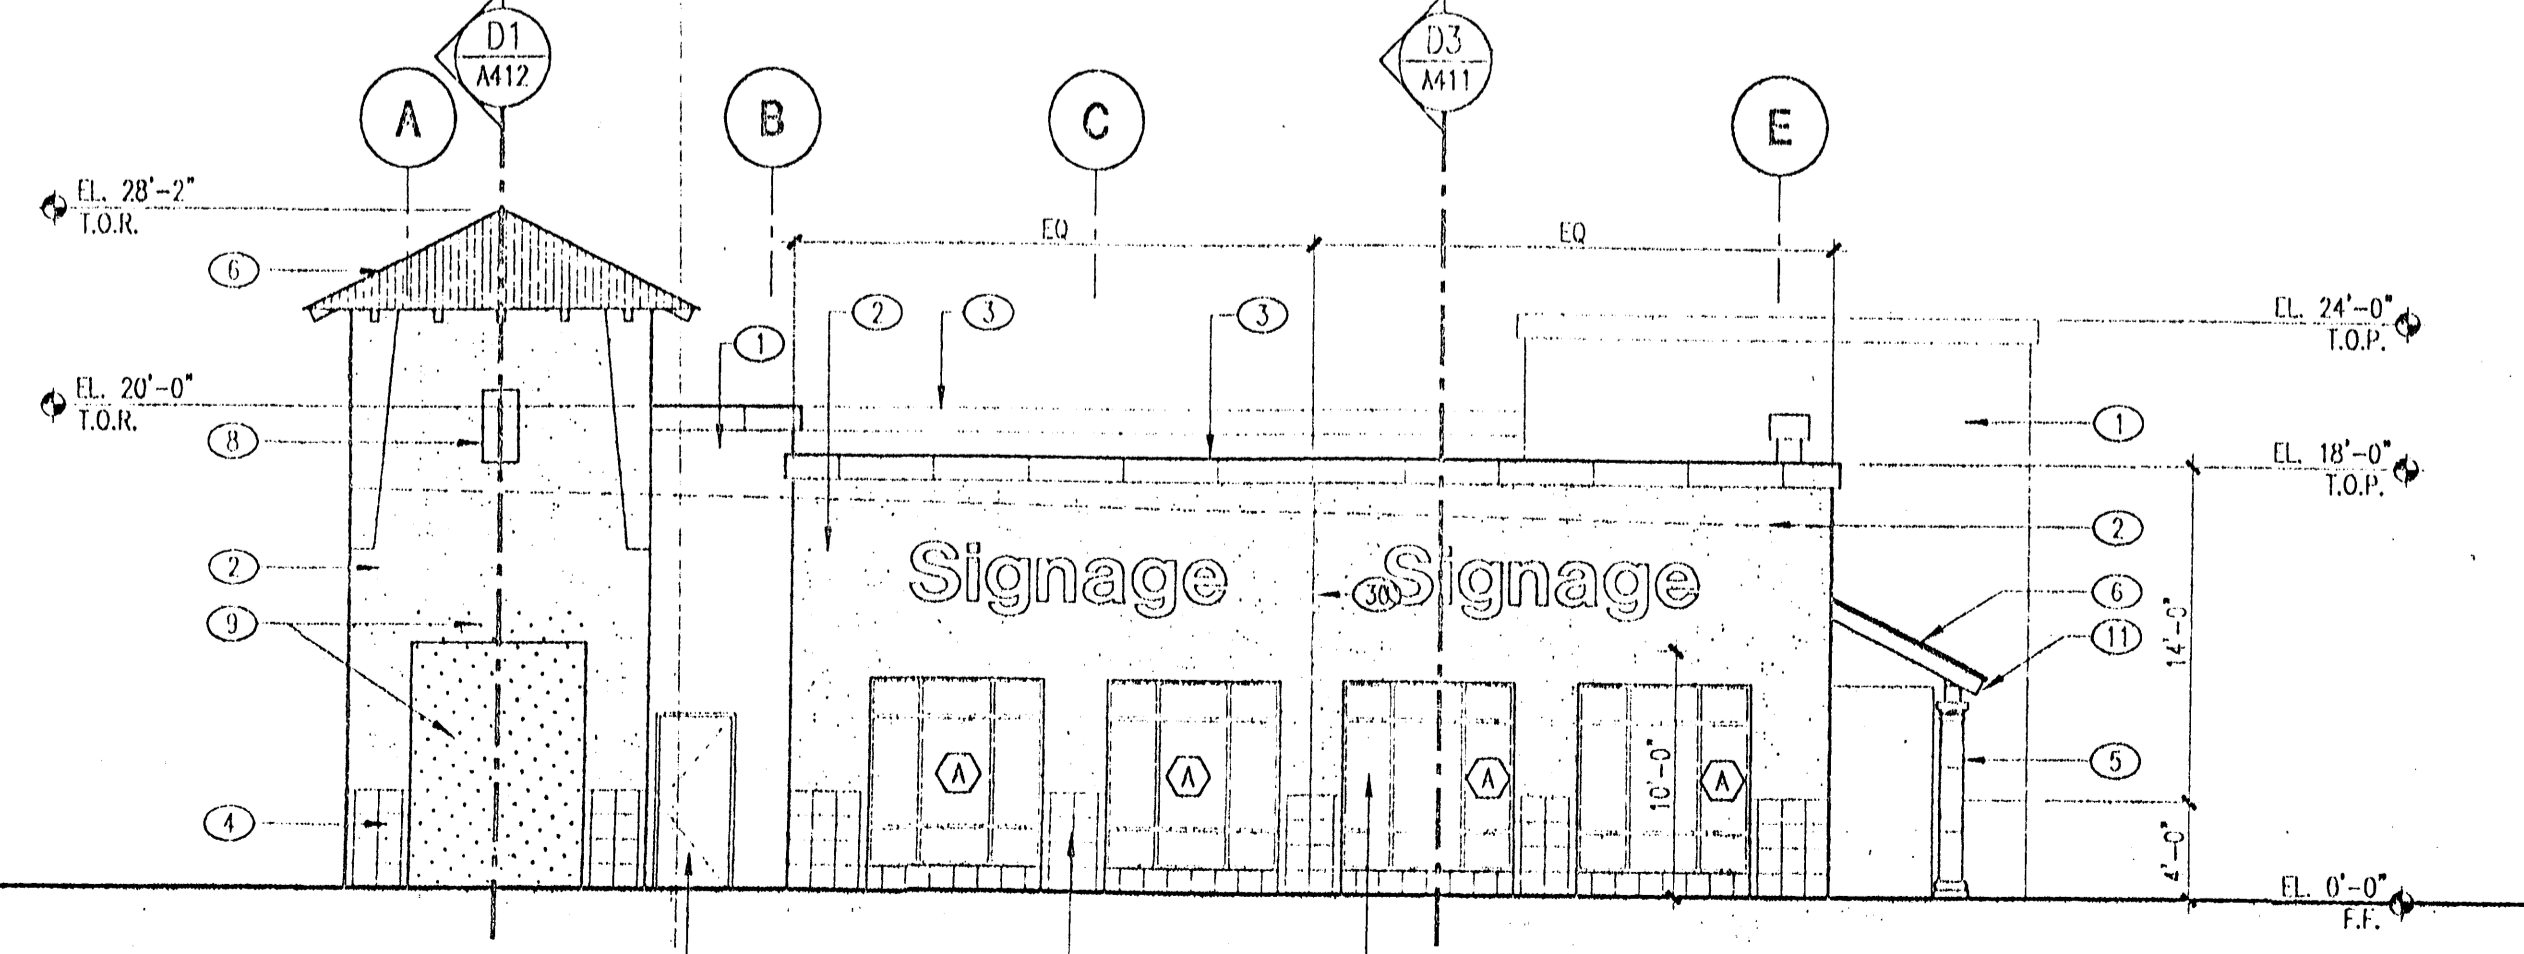 D1
A412
D3
A411
A
B
C
E
EL. 28'-2"
T.O.R.
EQ
EQ
6
2
3
3
1
EL. 24'-0"
T.O.P.
EL. 20'-0"
T.O.R.
8
1
EL. 18'-0"
T.O.P.
2
2
Signage
30
Signage
6
9
11
14'-0"
A
A
A
10'-0"
A
5
4
4'-0"
EL. 0'-0"
F.F.